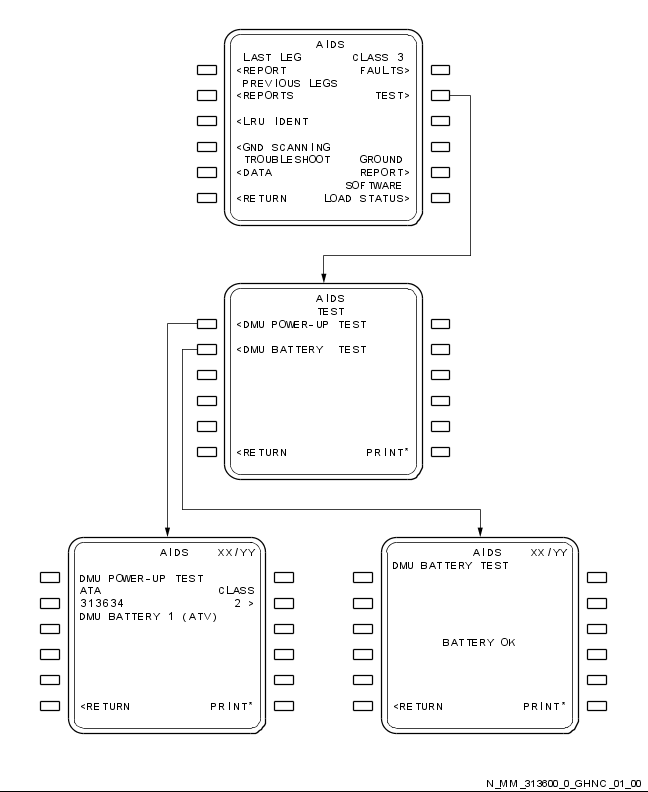 AIDS
LAST LEG CLASS 3
<REPORT FAULTS>
PREVIOUS LEGS
<REPORTS TEST>
<LRU IDENT
<GND SCANNING
TROUBLESHOOT GROUND
<DATA REPORT>
SOFTWARE
<RETURN LOAD STATUS>
AIDS
TEST
<DMU POWER-UP TEST
<DMU BATTERY TEST
<RETURN PRINT*
AIDS XX/YY
DMU POWER-UP TEST
ATA CLASS
313634 2 >
DMU BATTERY 1 (ATV)
<RETURN PRINT*
AIDS XX/YY
DMU BATTERY TEST
BATTERY OK
<RETURN PRINT*
N_MM_313600_0_GHNC_01_00